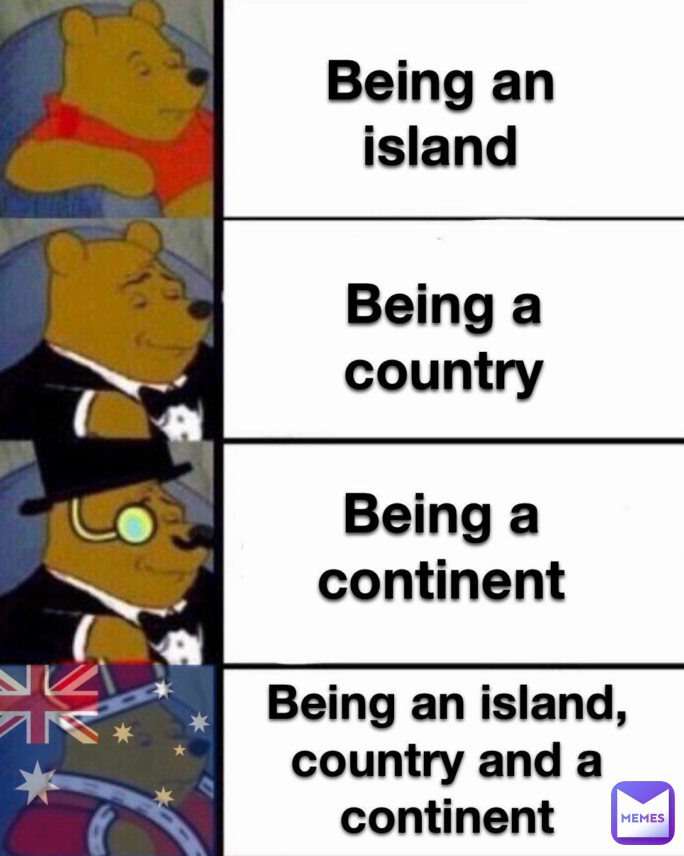 Being an
island
Being a
country
Being a
continent
Being an island,
country and a
continent
MEMES